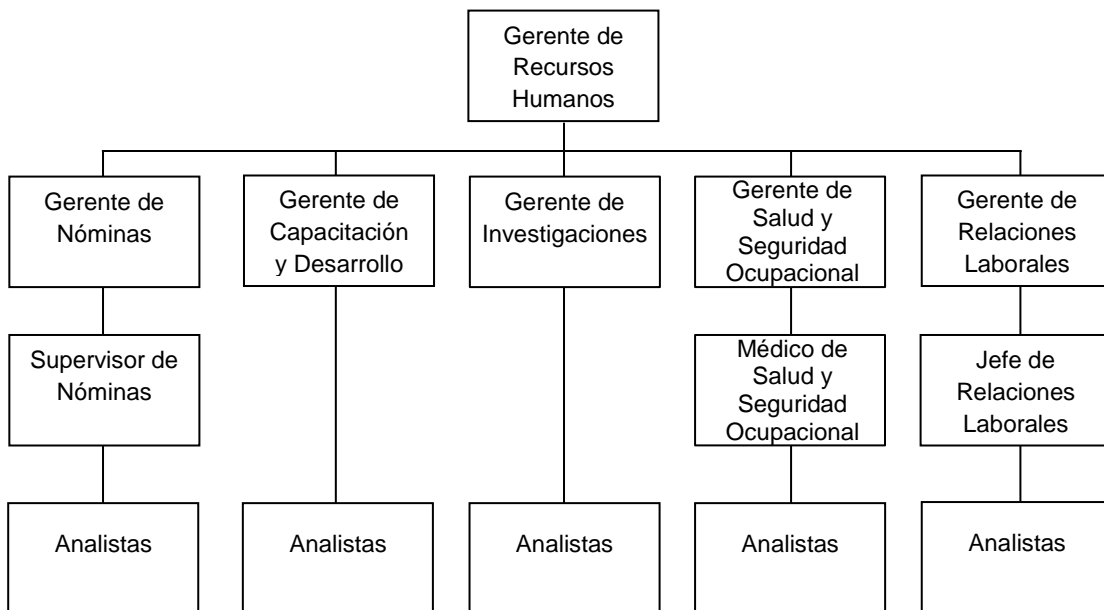 Gerente de
Recursos
Humanos
Gerente de
Nóminas
Gerente de
Capacitación
y Desarrollo
Gerente de
Investigaciones
Gerente de
Salud y
Seguridad
Ocupacional
Gerente de
Relaciones
Laborales
Supervisor de
Nóminas
Médico de
Salud y
Seguridad
Ocupacional
Jefe de
Relaciones
Laborales
Analistas
Analistas
Analistas
Analistas
Analistas